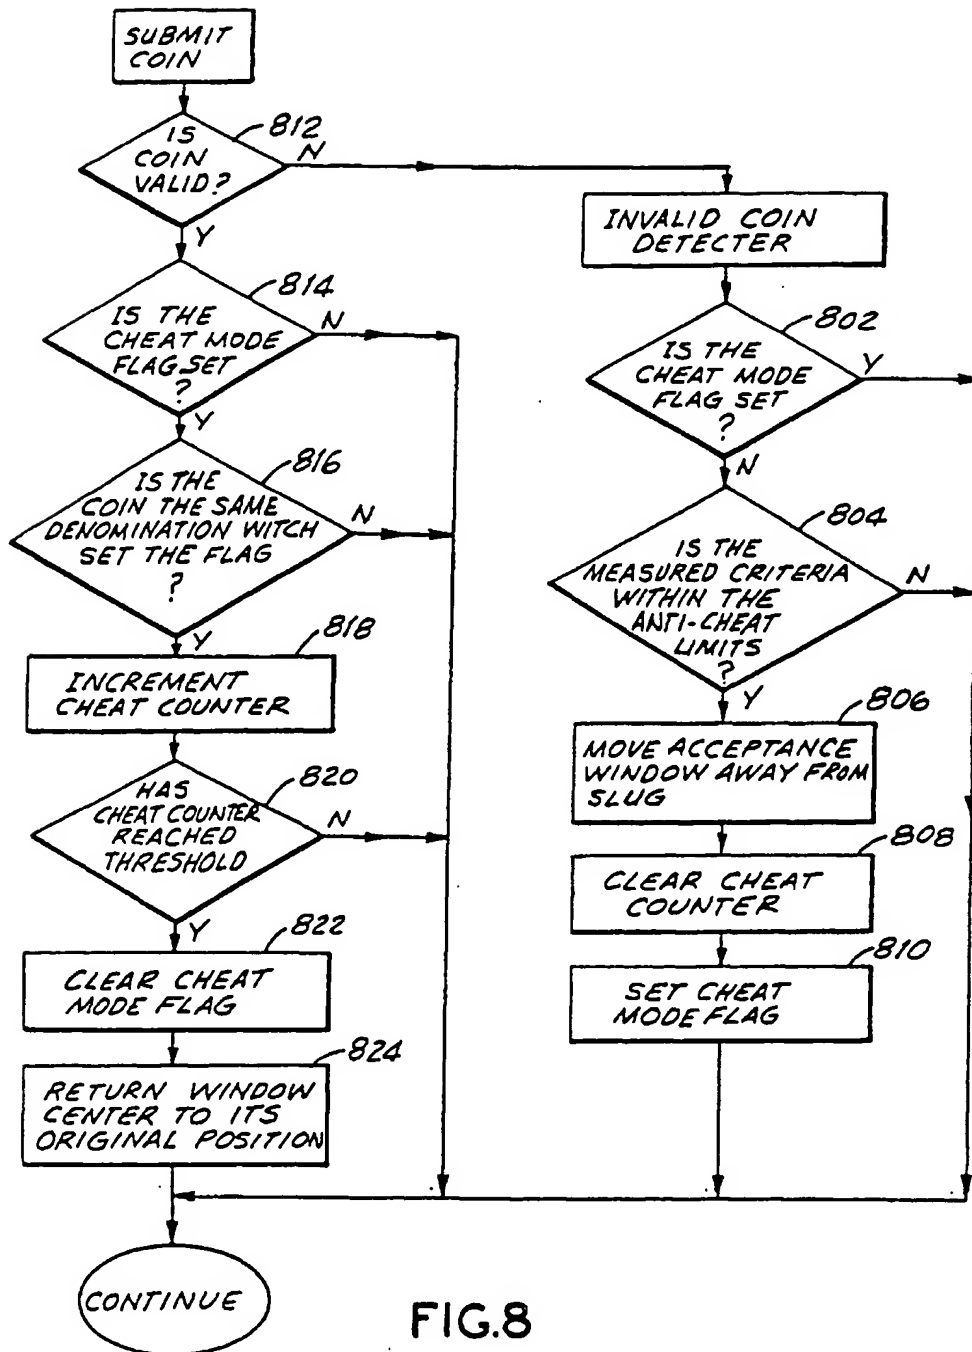 SUBMIT
COIN
812
IS
COIN
VALID?
N
Y
INVALID COIN
DETECTER
814
IS THE
CHEAT MODE
FLAG SET
?
N
Y
802
IS THE
CHEAT MODE
FLAG SET
?
Y
N
816
IS THE
COIN THE SAME
DENOMINATION WITCH
SET THE FLAG
?
N
Y
804
IS THE
MEASURED CRITERIA
WITHIN THE
ANTI-CHEAT
LIMITS
?
N
Y
818
INCREMENT
CHEAT COUNTER
806
MOVE ACCEPTANCE
WINDOW AWAY FROM
SLUG
820
HAS
CHEAT COUNTER
REACHED
THRESHOLD
N
Y
808
CLEAR CHEAT
COUNTER
822
CLEAR CHEAT
MODE FLAG
810
SET CHEAT
MODE FLAG
824
RETURN WINDOW
CENTER TO ITS
ORIGINAL POSITION
CONTINUE
FIG.8